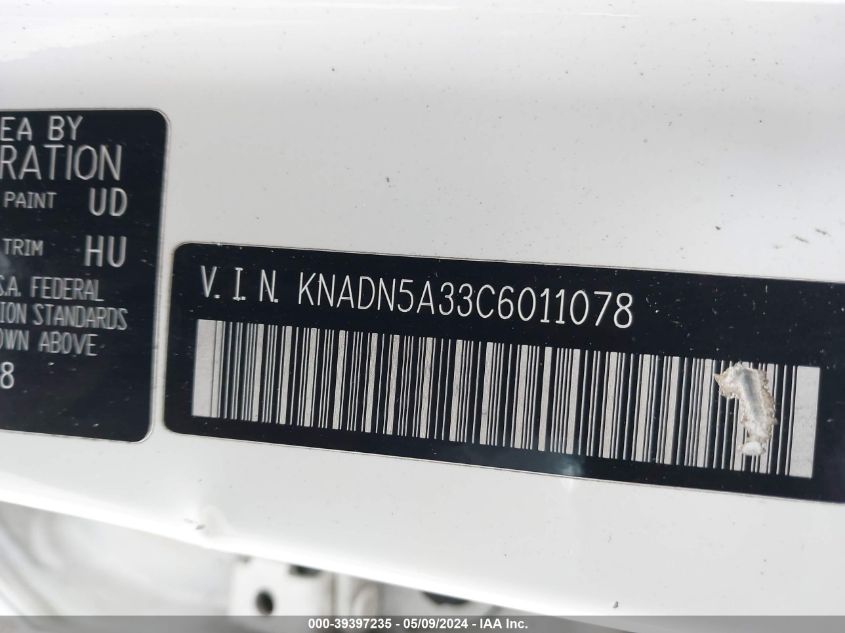 EA BY
RATION
PAINT UD
TRIM HU
S.A. FEDERAL
ION STANDARDS
OWN ABOVE
8
V. I. N. KNADN5A33C6011078
000-39397235 - 05/09/2024 - IAA Inc.